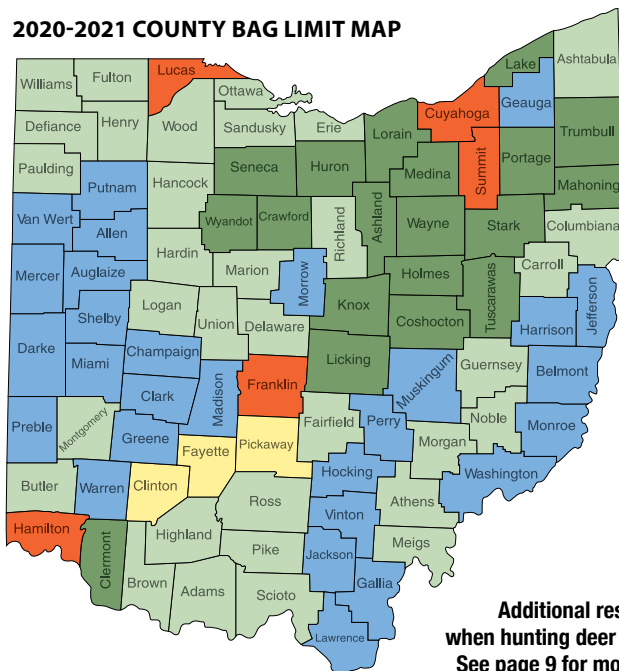 2020-2021 COUNTY BAG LIMIT MAP
Williams
Fulton
Lucas
Ottawa
Lake
Ashtabula
Geauga
Defiance
Henry
Wood
Sandusky
Erie
Lorain
Cuyahoga
Trumbull
Paulding
Putnam
Hancock
Seneca
Huron
Medina
Summit
Portage
Mahoning
Van Wert
Allen
Wyandot
Crawford
Richland
Ashland
Wayne
Stark
Columbiana
Mercer
Auglaize
Hardin
Marion
Morrow
Holmes
Tuscarawas
Carroll
Jefferson
Shelby
Logan
Union
Delaware
Knox
Coshocton
Harrison
Darke
Miami
Champaign
Licking
Muskingum
Guernsey
Belmont
Clark
Madison
Franklin
Preble
Montgomery
Greene
Fayette
Pickaway
Fairfield
Perry
Morgan
Noble
Monroe
Butler
Warren
Clinton
Ross
Hocking
Athens
Washington
Hamilton
Clermont
Highland
Pike
Vinton
Meigs
Brown
Adams
Scioto
Jackson
Gallia
Lawrence
Additional res
when hunting deer
See page 9 for mo